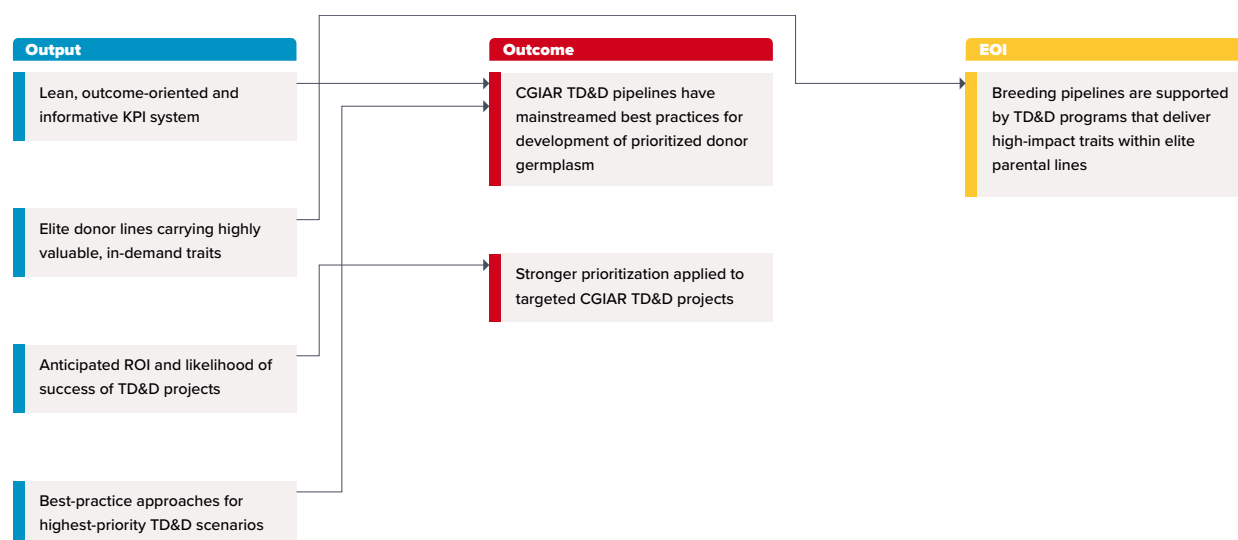 Output
Lean, outcome-oriented and
informative KPI system
Elite donor lines carrying highly
valuable, in-demand traits
Anticipated ROI and likelihood of
success of TD&D projects
Best-practice approaches for
highest-priority TD&D scenarios
Outcome
CGIAR TD&D pipelines have
mainstreamed best practices for
development of prioritized donor
germplasm
Stronger prioritization applied to
targeted CGIAR TD&D projects
EOI
Breeding pipelines are supported
by TD&D programs that deliver
high-impact traits within elite
parental lines